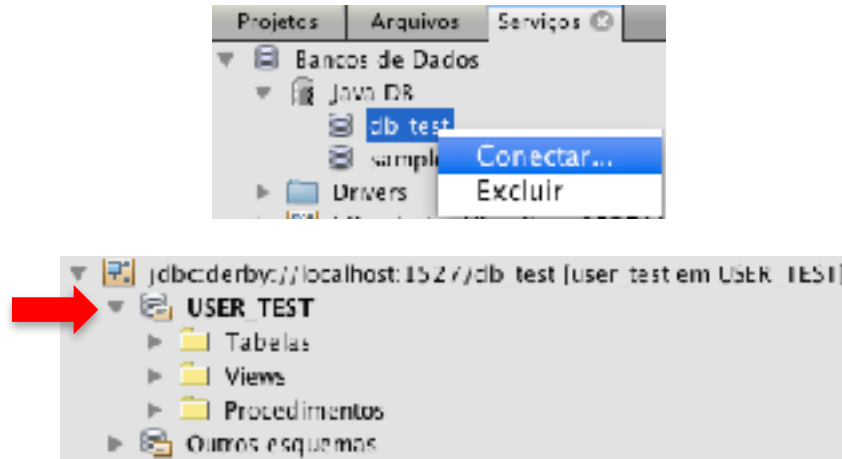 Projetos Arquivos Serviços
Bancos de Dados
Java DB
db_test
sampl
Conectar...
Drivers
Excluir
jdbc:derby://localhost:1527/db_test [user_test em USER_TEST]
USER_TEST
Tabelas
Views
Procedimentos
Outros esquemas